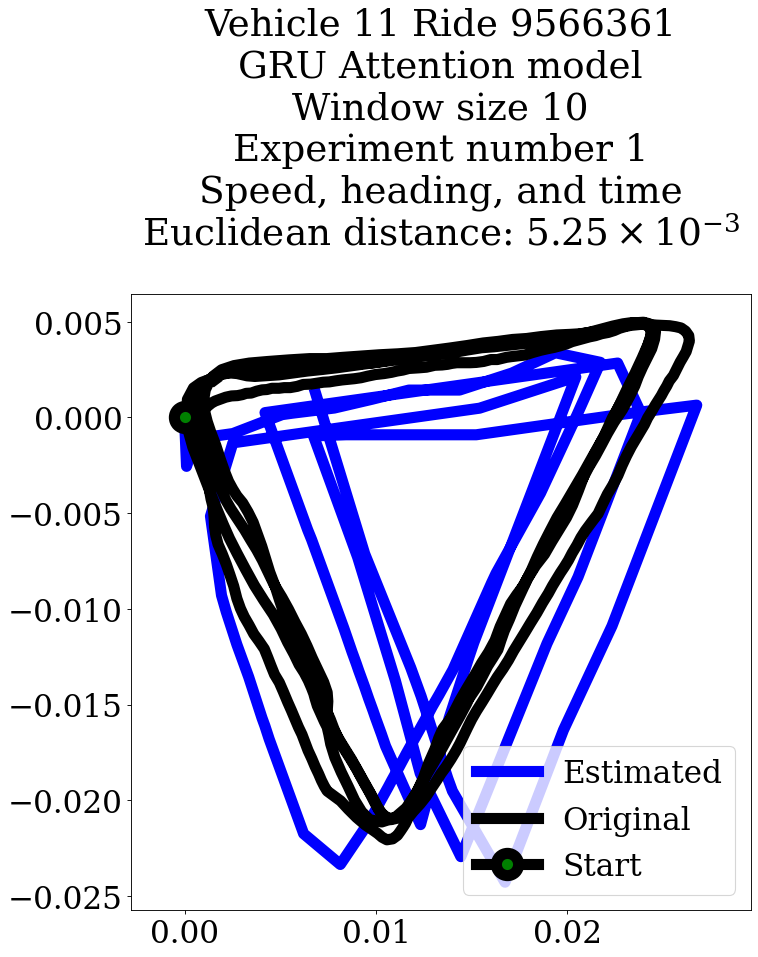 Vehicle 11 Ride 9566361
GRU Attention model
Window size 10
Experiment number 1
Speed, heading, and time
Euclidean distance: 5.25 × 10⁻³
0.005
0.000
−0.005
−0.010
−0.015
−0.020
−0.025
0.00 0.01 0.02
Estimated
Original
Start